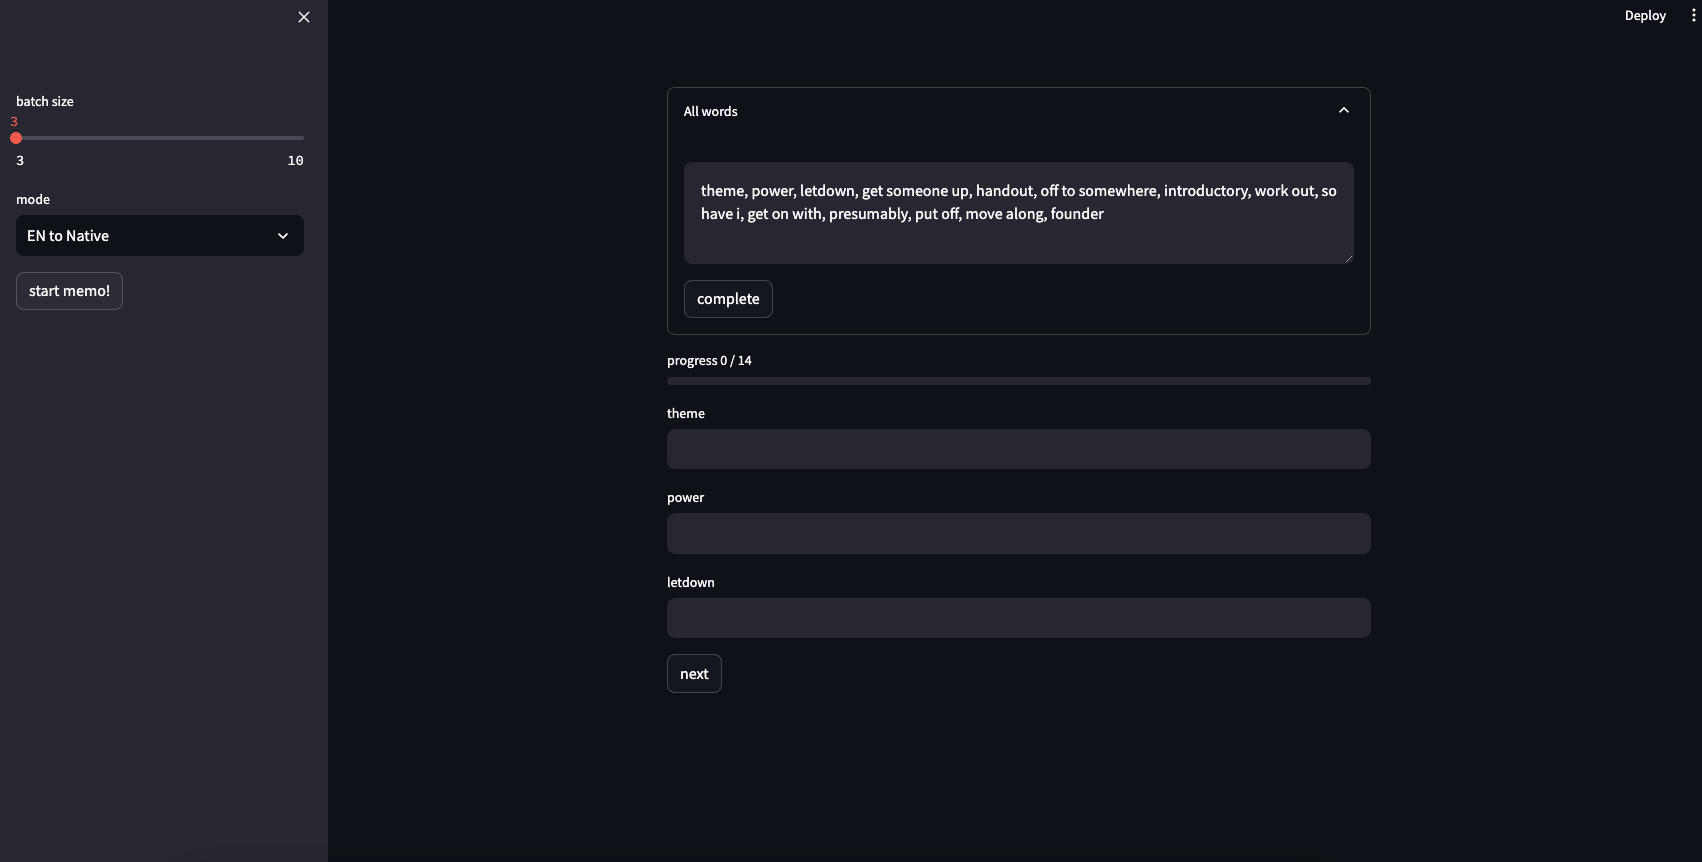 Deploy
batch size
3
3 10
mode
EN to Native
start memo!
All words
theme, power, letdown, get someone up, handout, off to somewhere, introductory, work out, so
have i, get on with, presumably, put off, move along, founder
complete
progress 0 / 14
theme
power
letdown
next